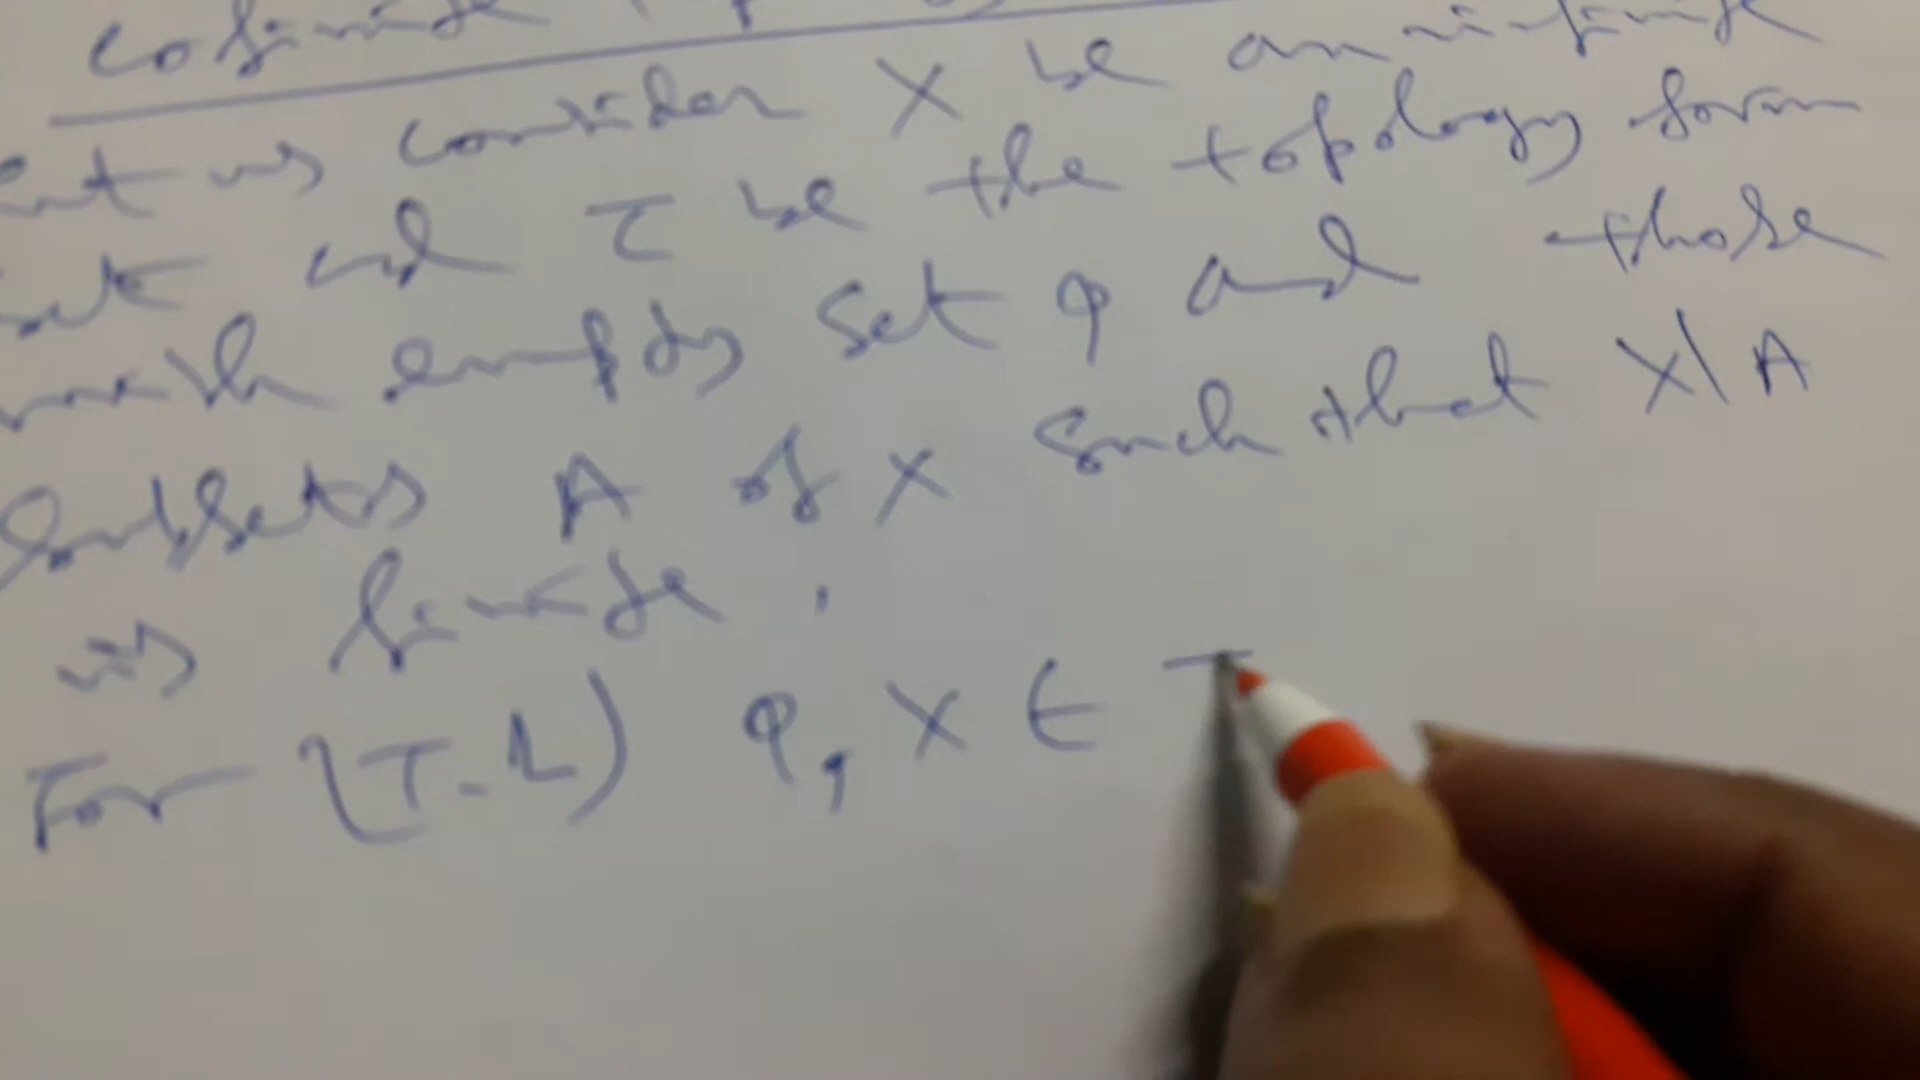 cofinite
Let us consider X be an infinite
set and τ be the topology form
with empty set φ and those
subsets A of X such that X\A
is finite.
For (T-1) φ, X ∈ τ